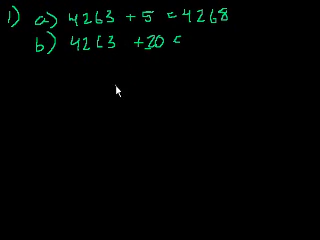 1) a) 4263 + 5 = 4268
b) 4263 + 20 =